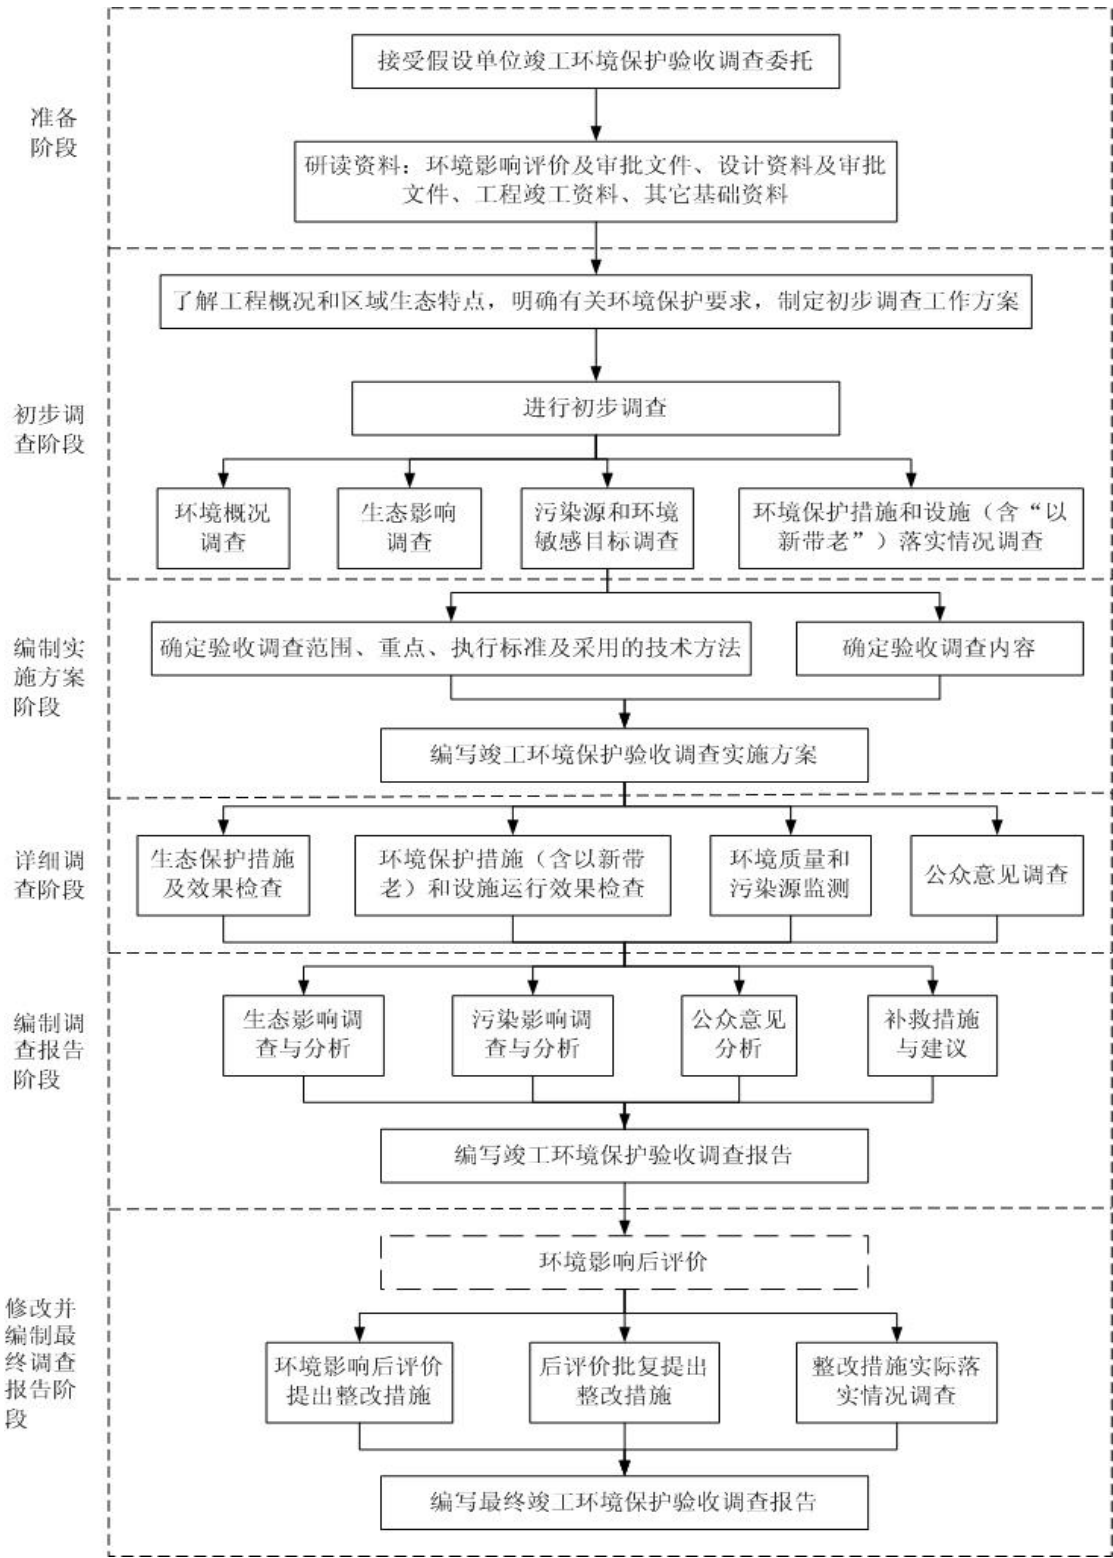 准备
阶段
接受假设单位竣工环境保护验收调查委托
研读资料：环境影响评价及审批文件、设计资料及审批
文件、工程竣工资料、其它基础资料
初步调
查阶段
了解工程概况和区域生态特点，明确有关环境保护要求，制定初步调查工作方案
进行初步调查
环境概况
调查
生态影响
调查
污染源和环境
敏感目标调查
环境保护措施和设施（含“以
新带老”）落实情况调查
编制实
施方案
阶段
确定验收调查范围、重点、执行标准及采用的技术方法
确定验收调查内容
编写竣工环境保护验收调查实施方案
详细调
查阶段
生态保护措施
及效果检查
环境保护措施（含以新带
老）和设施运行效果检查
环境质量和
污染源监测
公众意见调查
编制调
查报告
阶段
生态影响调
查与分析
污染影响调
查与分析
公众意见
分析
补救措施
与建议
编写竣工环境保护验收调查报告
修改并
编制最
终调查
报告阶
段
环境影响后评价
环境影响后评价
提出整改措施
后评价批复提出
整改措施
整改措施实际落
实情况调查
编写最终竣工环境保护验收调查报告